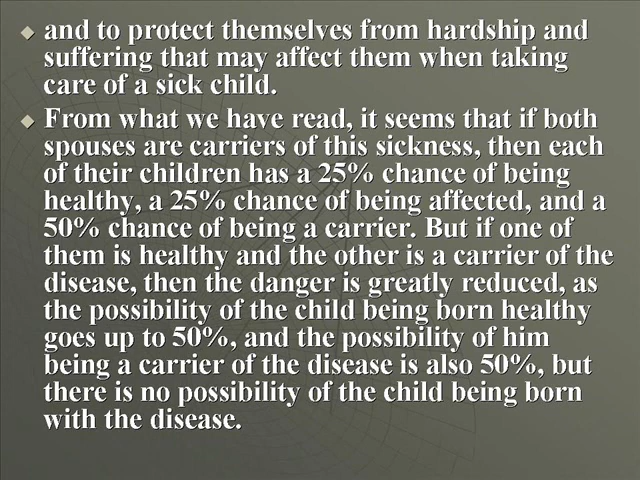 and to protect themselves from hardship and
suffering that may affect them when taking
care of a sick child.
From what we have read, it seems that if both
spouses are carriers of this sickness, then each
of their children has a 25% chance of being
healthy, a 25% chance of being affected, and a
50% chance of being a carrier. But if one of
them is healthy and the other is a carrier of the
disease, then the danger is greatly reduced, as
the possibility of the child being born healthy
goes up to 50%, and the possibility of him
being a carrier of the disease is also 50%, but
there is no possibility of the child being born
with the disease.